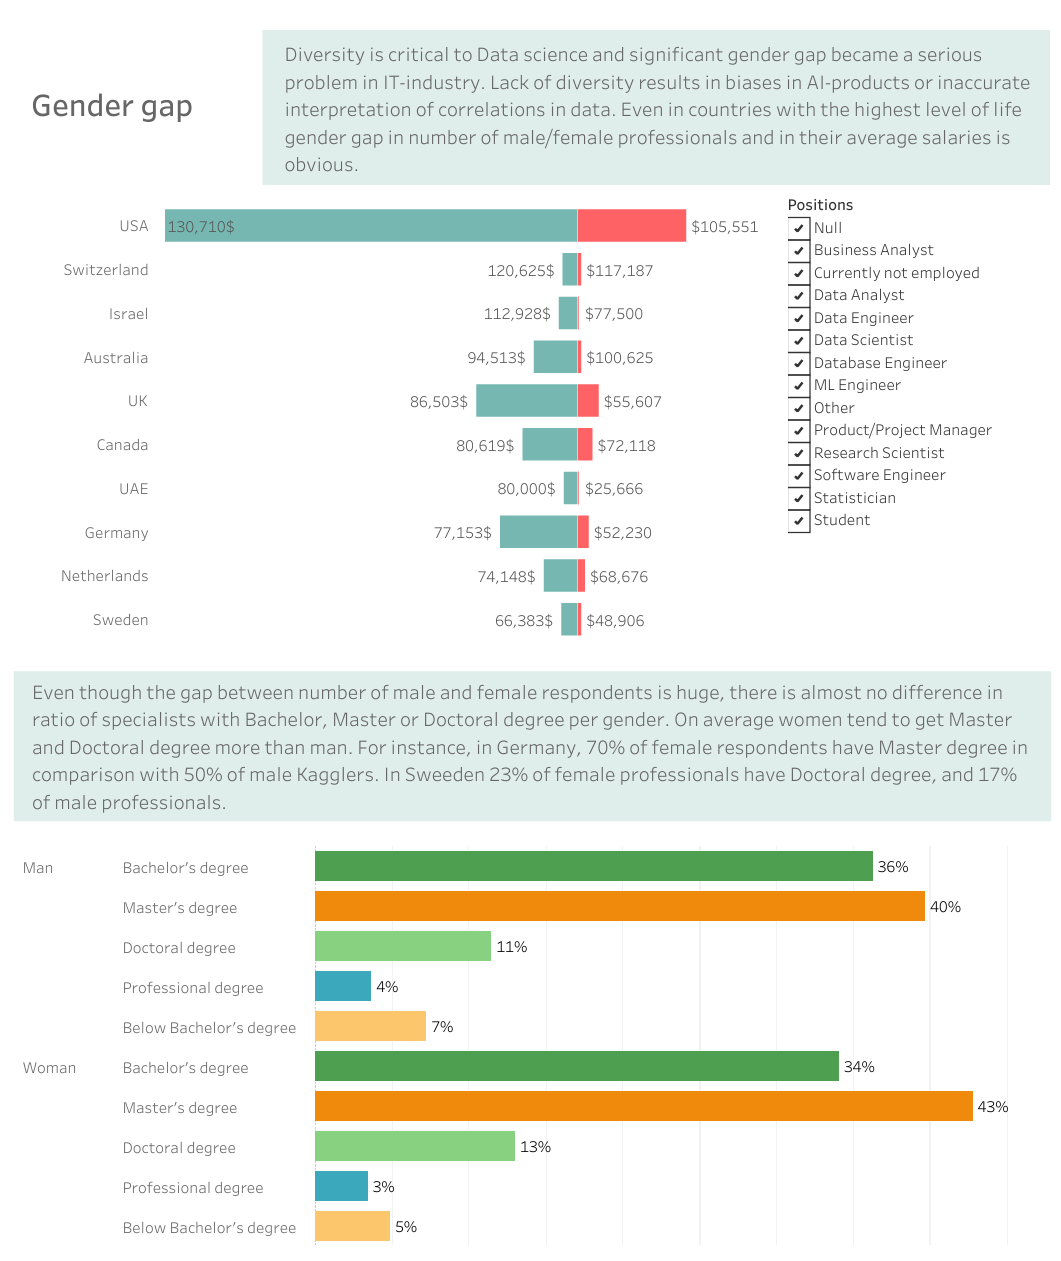 Gender gap
Diversity is critical to Data science and significant gender gap became a serious
problem in IT-industry. Lack of diversity results in biases in AI-products or inaccurate
interpretation of correlations in data. Even in countries with the highest level of life
gender gap in number of male/female professionals and in their average salaries is
obvious.
USA 130,710$ $105,551
Switzerland 120,625$ $117,187
Israel 112,928$ $77,500
Australia 94,513$ $100,625
UK 86,503$ $55,607
Canada 80,619$ $72,118
UAE 80,000$ $25,666
Germany 77,153$ $52,230
Netherlands 74,148$ $68,676
Sweden 66,383$ $48,906
Positions
Null
Business Analyst
Currently not employed
Data Analyst
Data Engineer
Data Scientist
Database Engineer
ML Engineer
Other
Product/Project Manager
Research Scientist
Software Engineer
Statistician
Student
Even though the gap between number of male and female respondents is huge, there is almost no difference in
ratio of specialists with Bachelor, Master or Doctoral degree per gender. On average women tend to get Master
and Doctoral degree more than man. For instance, in Germany, 70% of female respondents have Master degree in
comparison with 50% of male Kagglers. In Sweden 23% of female professionals have Doctoral degree, and 17%
of male professionals.
Man Bachelor's degree 36%
Master's degree 40%
Doctoral degree 11%
Professional degree 4%
Below Bachelor's degree 7%
Woman Bachelor's degree 34%
Master's degree 43%
Doctoral degree 13%
Professional degree 3%
Below Bachelor's degree 5%